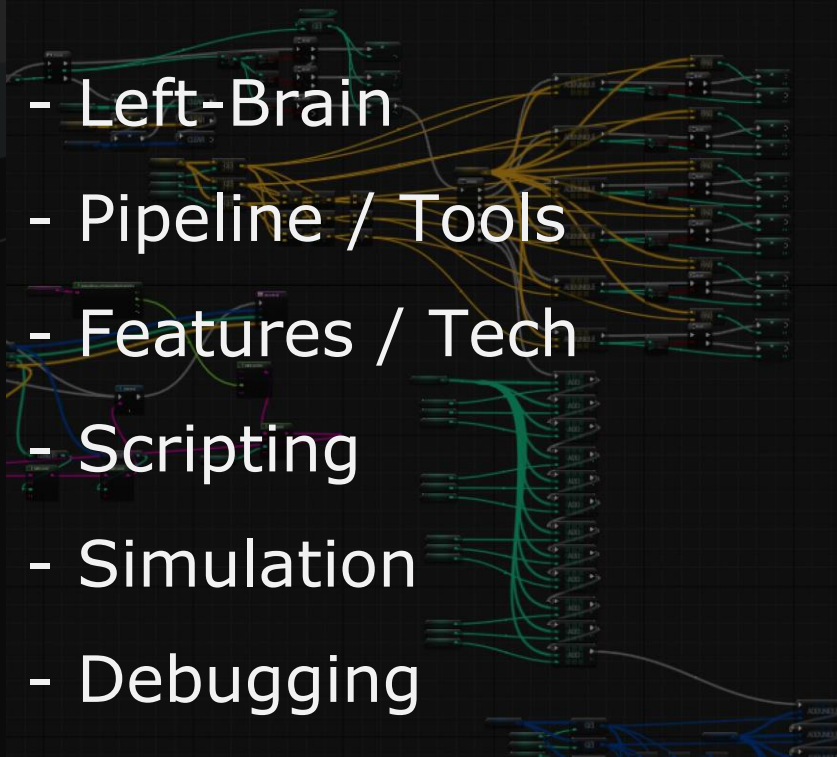 - Left-Brain
- Pipeline / Tools
- Features / Tech
- Scripting
- Simulation
- Debugging